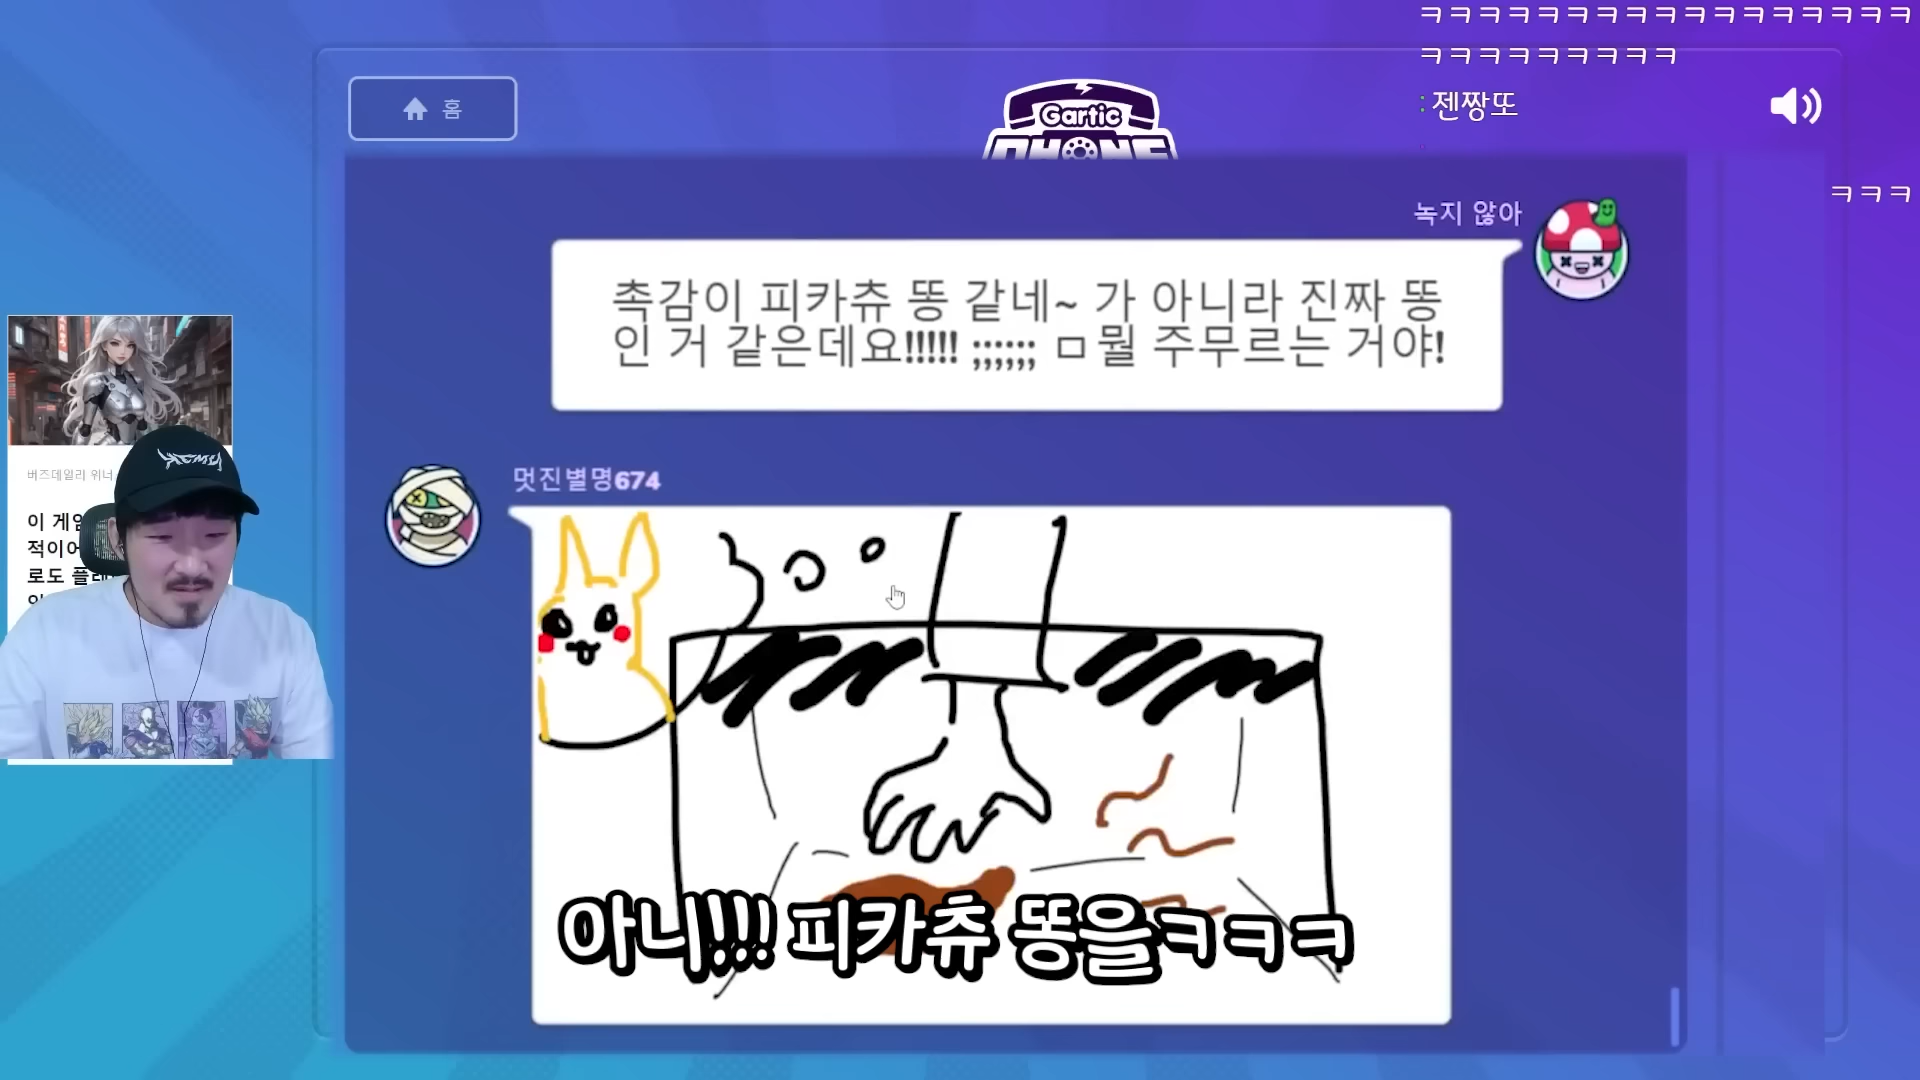 ㅋㅋㅋㅋㅋㅋㅋㅋㅋㅋㅋㅋㅋㅋㅋㅋㅋ
ㅋㅋㅋㅋㅋㅋㅋㅋㅋ
: 젠짱또
ㅋㅋㅋ
홈
Gartic
PHONE
녹지 않아
촉감이 피카츄 똥 같네~ 가 아니라 진짜 똥
인 거 같은데요!!!!! ;;;;;; ㅁ뭘 주무르는 거야!
멋진별명674
버즈데일리 위너
이 게임
적이어
로도 플레
아니!!! 피카츄 똥을ㅋㅋㅋ